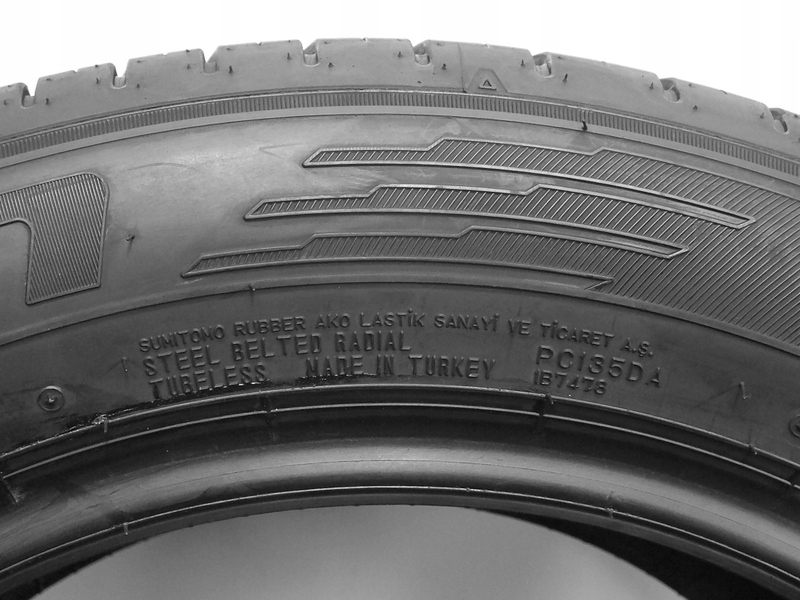 SUMITOMO RUBBER AKO LASTİK SANAYİ VE TİCARET A.Ş.
STEEL BELTED RADIAL
TUBELESS MADE IN TURKEY
PC135DA
1B7478